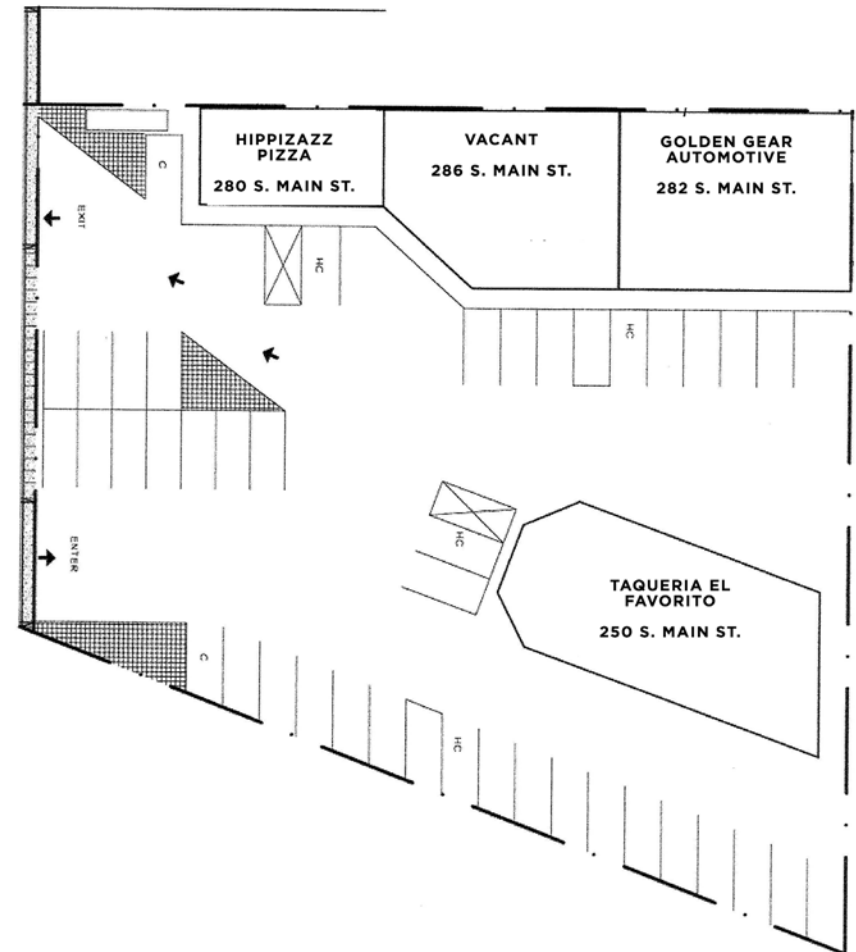 HIPPIZAZZ
PIZZA
280 S. MAIN ST.
VACANT
286 S. MAIN ST.
GOLDEN GEAR
AUTOMOTIVE
282 S. MAIN ST.
C
EXIT
HC
HC
HC
ENTER
TAQUERIA EL
FAVORITO
250 S. MAIN ST.
C
HC